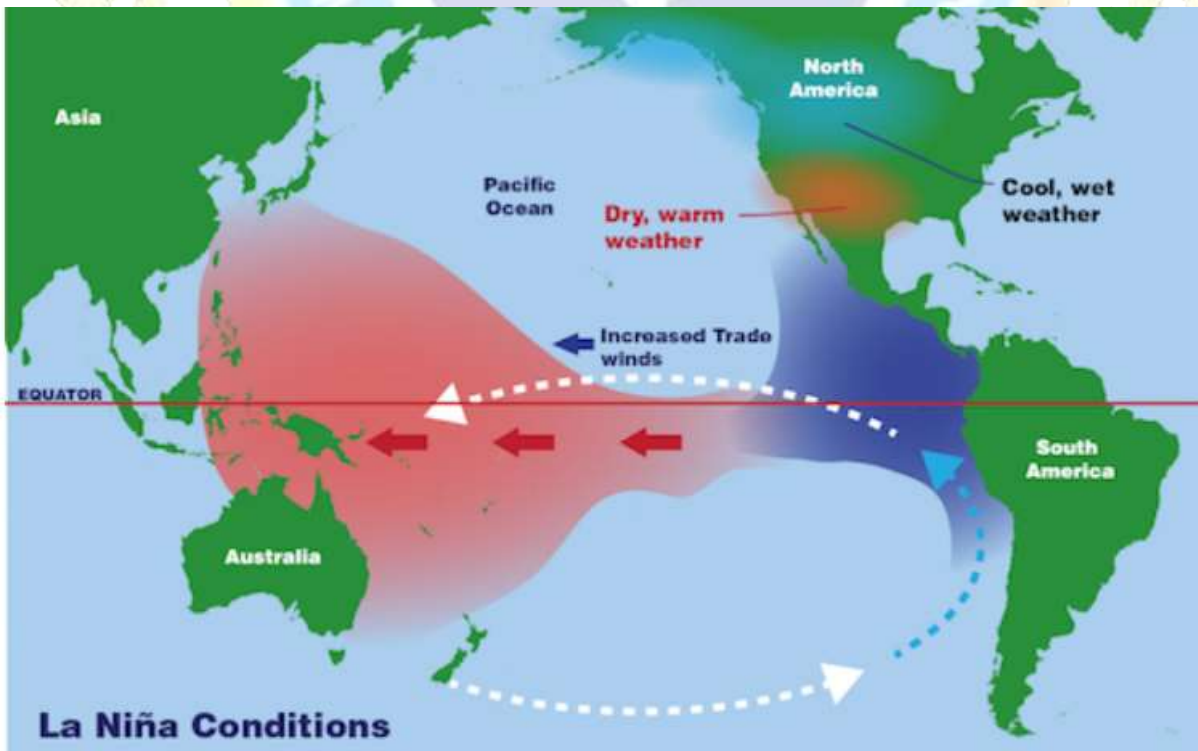 North
America
Asia
Cool, wet
weather
Pacific
Ocean
Dry, warm
weather
Increased Trade
winds
EQUATOR
South
America
Australia
La Niña Conditions